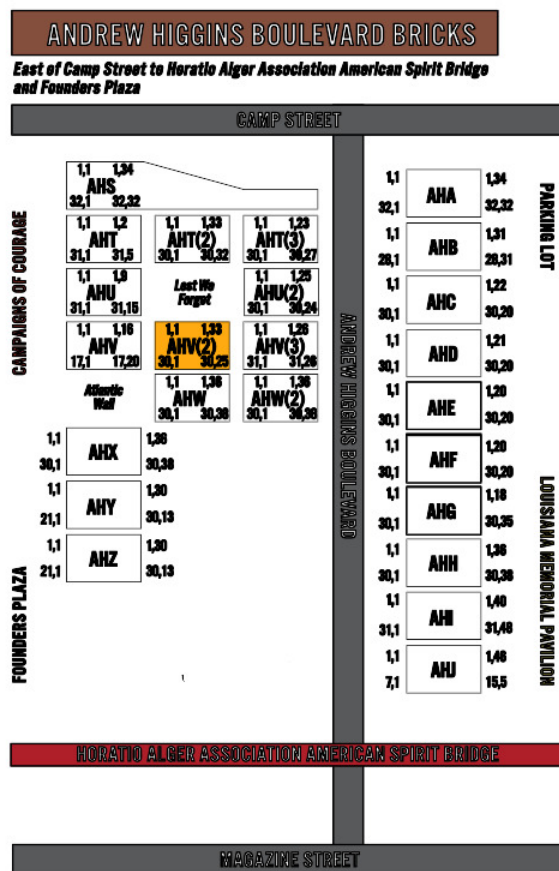 ANDREW HIGGINS BOULEVARD BRICKS
East of Camp Street to Horatio Alger Association American Spirit Bridge
and Founders Plaza
CAMP STREET
1,1 1,34
AHS
32,1 32,32
1,1 1,2
AHT
31,1 31,5
1,1 1,33
AHT(2)
30,1 30,32
1,1 1,23
AHT(3)
30,1 30,27
1,1 1,9
AHU
31,1 31,15
Lest We
Forget
1,1 1,25
AHU(2)
30,1 30,24
1,1 1,16
AHV
17,1 17,20
1,1 1,33
AHV(2)
30,1 30,25
1,1 1,26
AHV(3)
31,1 31,26
Atlantic
Wall
1,1 1,36
AHW
30,1 30,38
1,1 1,36
AHW(2)
30,1 38,38
1,1 1,36
AHX
30,1 30,38
1,1 1,30
AHY
21,1 30,13
1,1 1,30
AHZ
21,1 30,13
CAMPAIGNS OF COURAGE
FOUNDERS PLAZA
ANDREW HIGGINS BOULEVARD
1,1 1,34
AHA
32,1 32,32
1,1 1,31
AHB
28,1 28,31
1,1 1,22
AHC
30,1 30,20
1,1 1,21
AHD
30,1 30,20
1,1 1,20
AHE
30,1 30,20
1,1 1,20
AHF
30,1 30,20
1,1 1,18
AHG
30,1 30,35
1,1 1,36
AHH
30,1 30,38
1,1 1,40
AHI
31,1 31,48
1,1 1,46
AHJ
7,1 15,5
PARKING LOT
LOUISIANA MEMORIAL PAVILION
HORATIO ALGER ASSOCIATION AMERICAN SPIRIT BRIDGE
MAGAZINE STREET